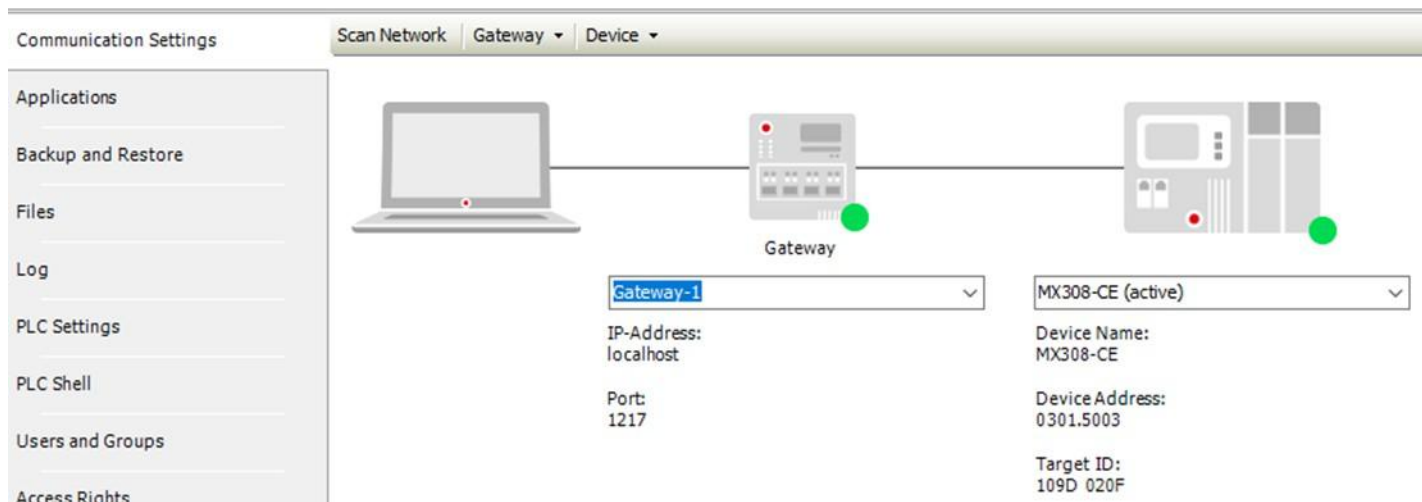 Communication Settings
Scan Network Gateway Device
Applications
Backup and Restore
Files
Log
PLC Settings
PLC Shell
Users and Groups
Access Rights
Gateway
Gateway-1
IP-Address:
localhost
Port:
1217
MX308-CE (active)
Device Name:
MX308-CE
Device Address:
0301.5003
Target ID:
109D 020F